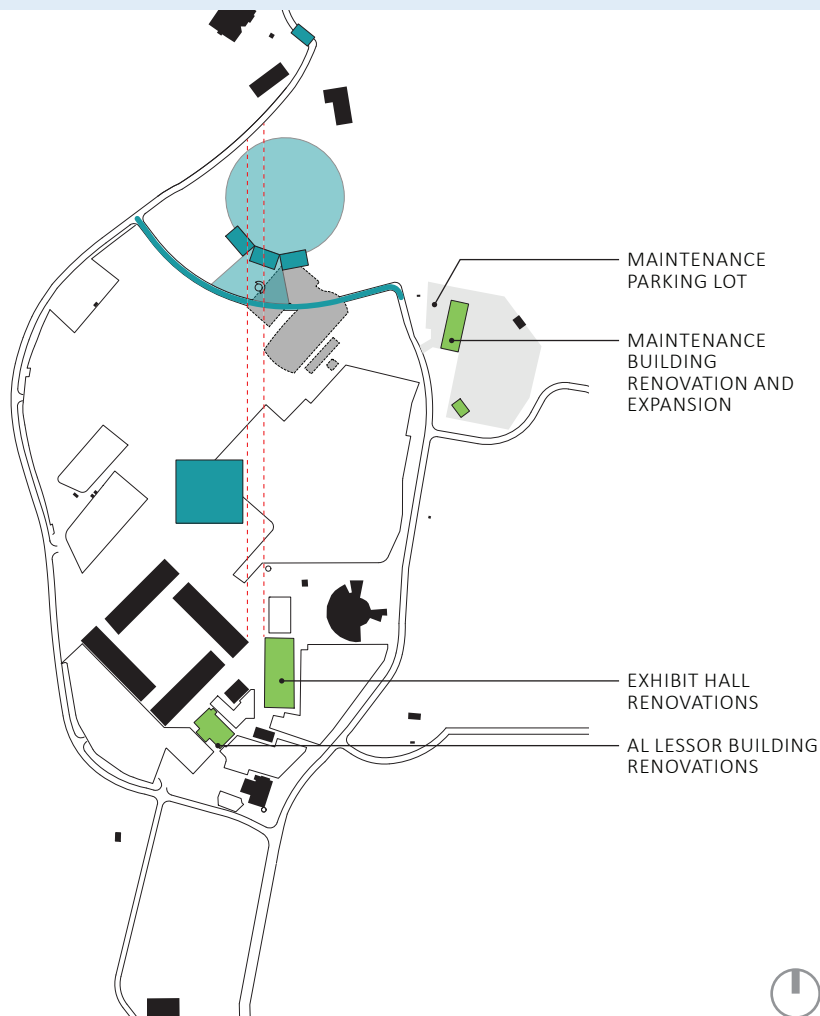 MAINTENANCE
PARKING LOT
MAINTENANCE
BUILDING
RENOVATION AND
EXPANSION
EXHIBIT HALL
RENOVATIONS
AL LESSOR BUILDING
RENOVATIONS